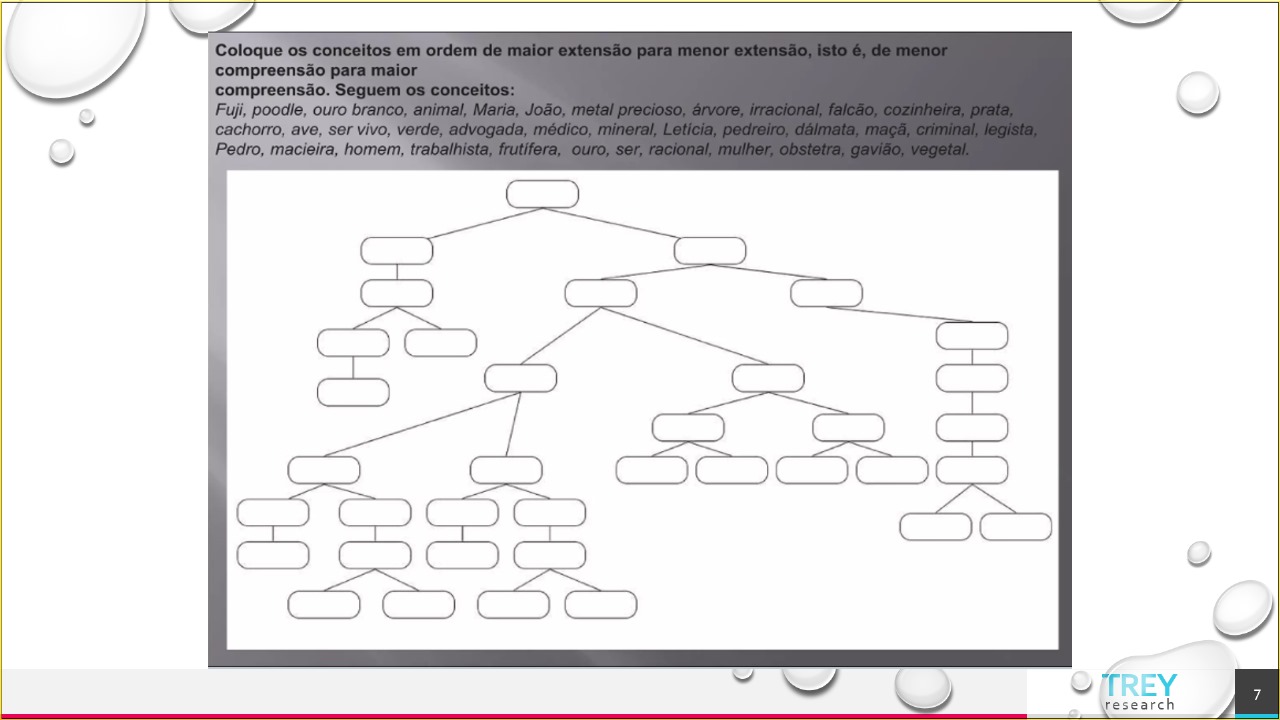 Coloque os conceitos em ordem de maior extensão para menor extensão, isto é, de menor
compreensão para maior
compreensão. Seguem os conceitos:
Fuji, poodle, ouro branco, animal, Maria, João, metal precioso, árvore, irracional, falcão, cozinheira, prata,
cachorro, ave, ser vivo, verde, advogada, médico, mineral, Letícia, pedreiro, dálmata, maçã, criminal, legista,
Pedro, macieira, homem, trabalhista, frutífera, ouro, ser, racional, mulher, obstetra, gavião, vegetal.
TREY
research
7